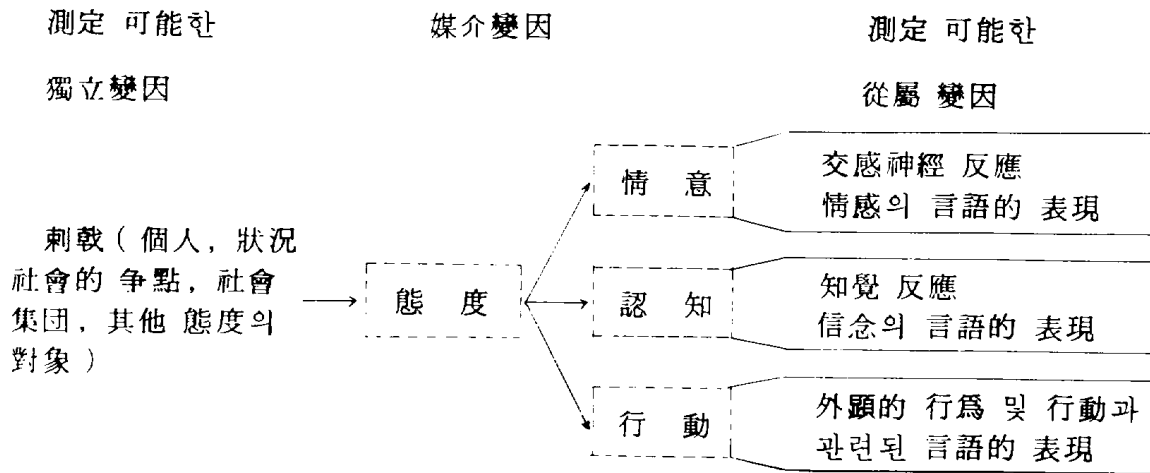 測定 可能한
獨立變因
媒介變因
測定 可能한
從屬 變因
刺戟 ( 個人, 狀況
社會的 争點, 社會
集団, 其他 態度의
對象 )
態 度
情 意
交感神經 反應
情感의 言語的 表現
認 知
知覺 反應
信念의 言語的 表現
行 動
外顯的 行爲 및 行動과
관련된 言語的 表現